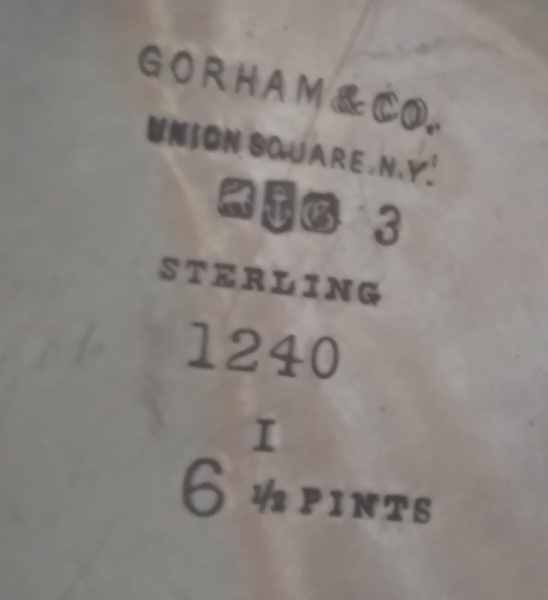 GORHAM & CO.
UNION SQUARE.N.Y.
3
STERLING
1240
I
6 1/2 PINTS